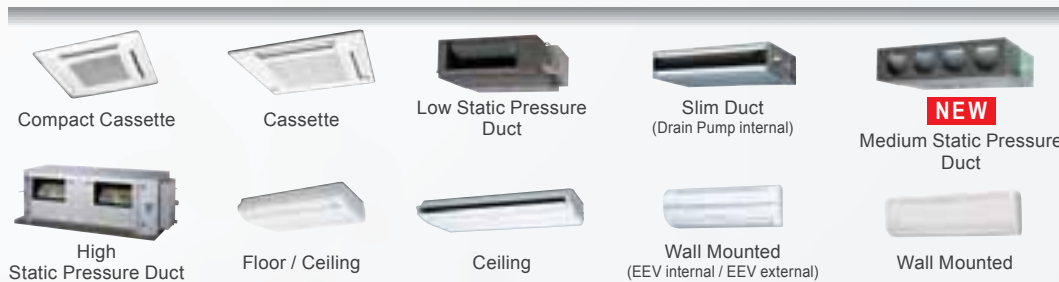 Compact Cassette
Cassette
Low Static Pressure
Duct
Slim Duct
(Drain Pump internal)
NEW
Medium Static Pressure
Duct
High
Static Pressure Duct
Floor / Ceiling
Ceiling
Wall Mounted
(EEV internal / EEV external)
Wall Mounted